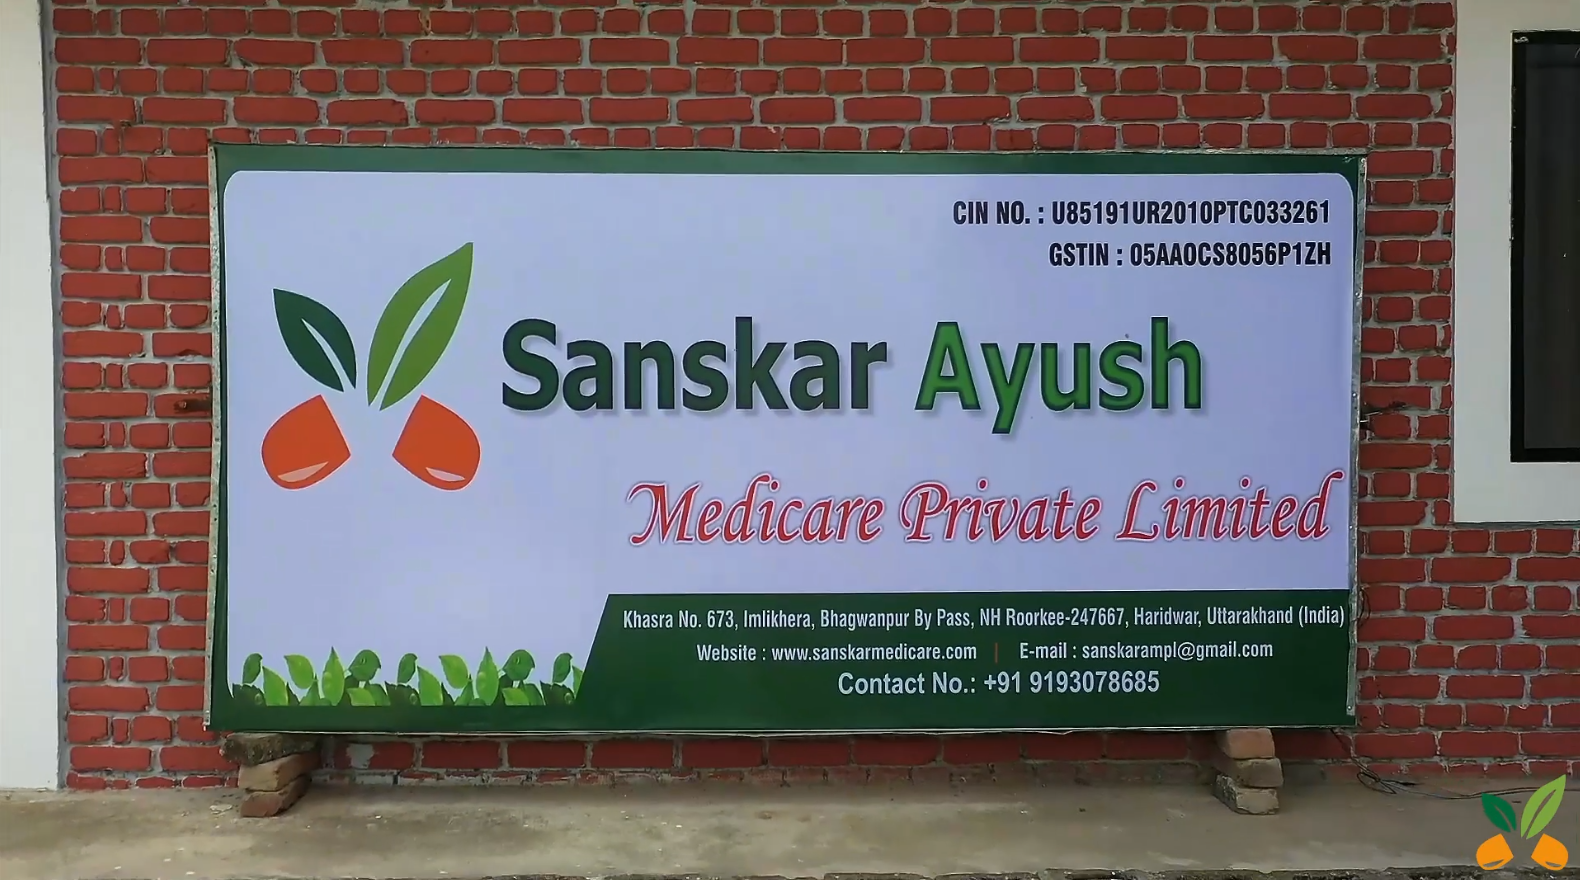 CIN NO. : U85191UR2010PTC033261
GSTIN : 05AAOCS8056P1ZH
Sanskar Ayush
Medicare Private Limited
Khasra No. 673, Imlikhera, Bhagwanpur By Pass, NH Roorkee-247667, Haridwar, Uttarakhand (India)
Website : www.sanskarmedicare.com | E-mail : sanskarampl@gmail.com
Contact No.: +91 9193078685